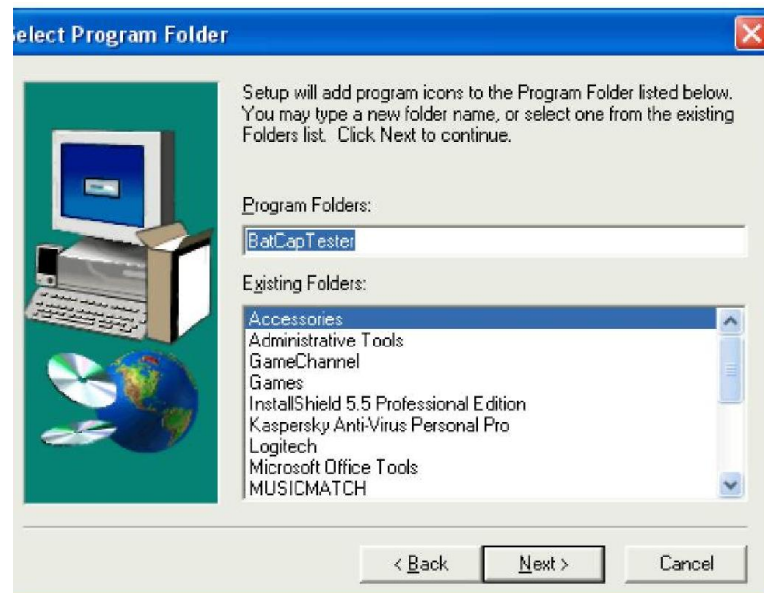 elect Program Folder
Setup will add program icons to the Program Folder listed below.
You may type a new folder name, or select one from the existing
Folders list. Click Next to continue.
Program Folders:
BatCapTester
Existing Folders:
Accessories
Administrative Tools
GameChannel
Games
InstallShield 5.5 Professional Edition
Kaspersky Anti-Virus Personal Pro
Logitech
Microsoft Office Tools
MUSICMATCH
< Back
Next >
Cancel